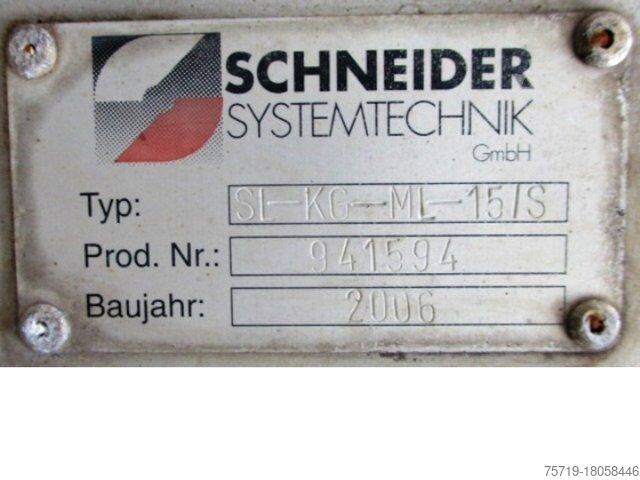 SCHNEIDER
SYSTEMTECHNIK
GmbH
Typ: SL-KG-ML-15/S
Prod. Nr.: 941594
Baujahr: 2006
75719-18058446